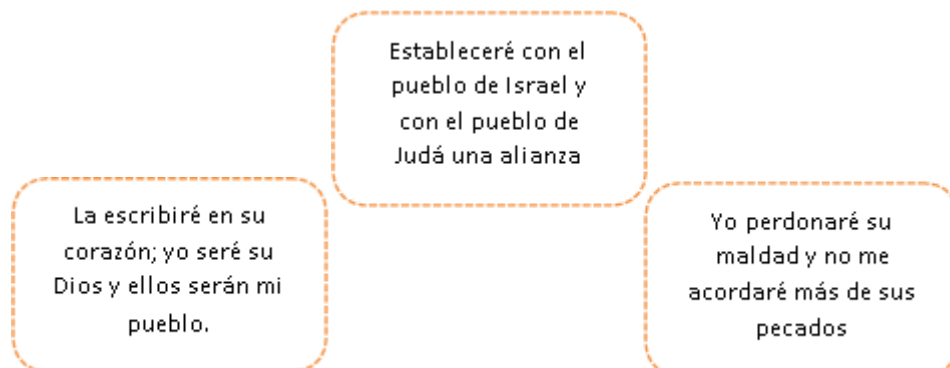 Estableceré con el
pueblo de Israel y
con el pueblo de
Judá una alianza
La escribiré en su
corazón; yo seré su
Dios y ellos serán mi
pueblo.
Yo perdonaré su
maldad y no me
acordaré más de sus
pecados